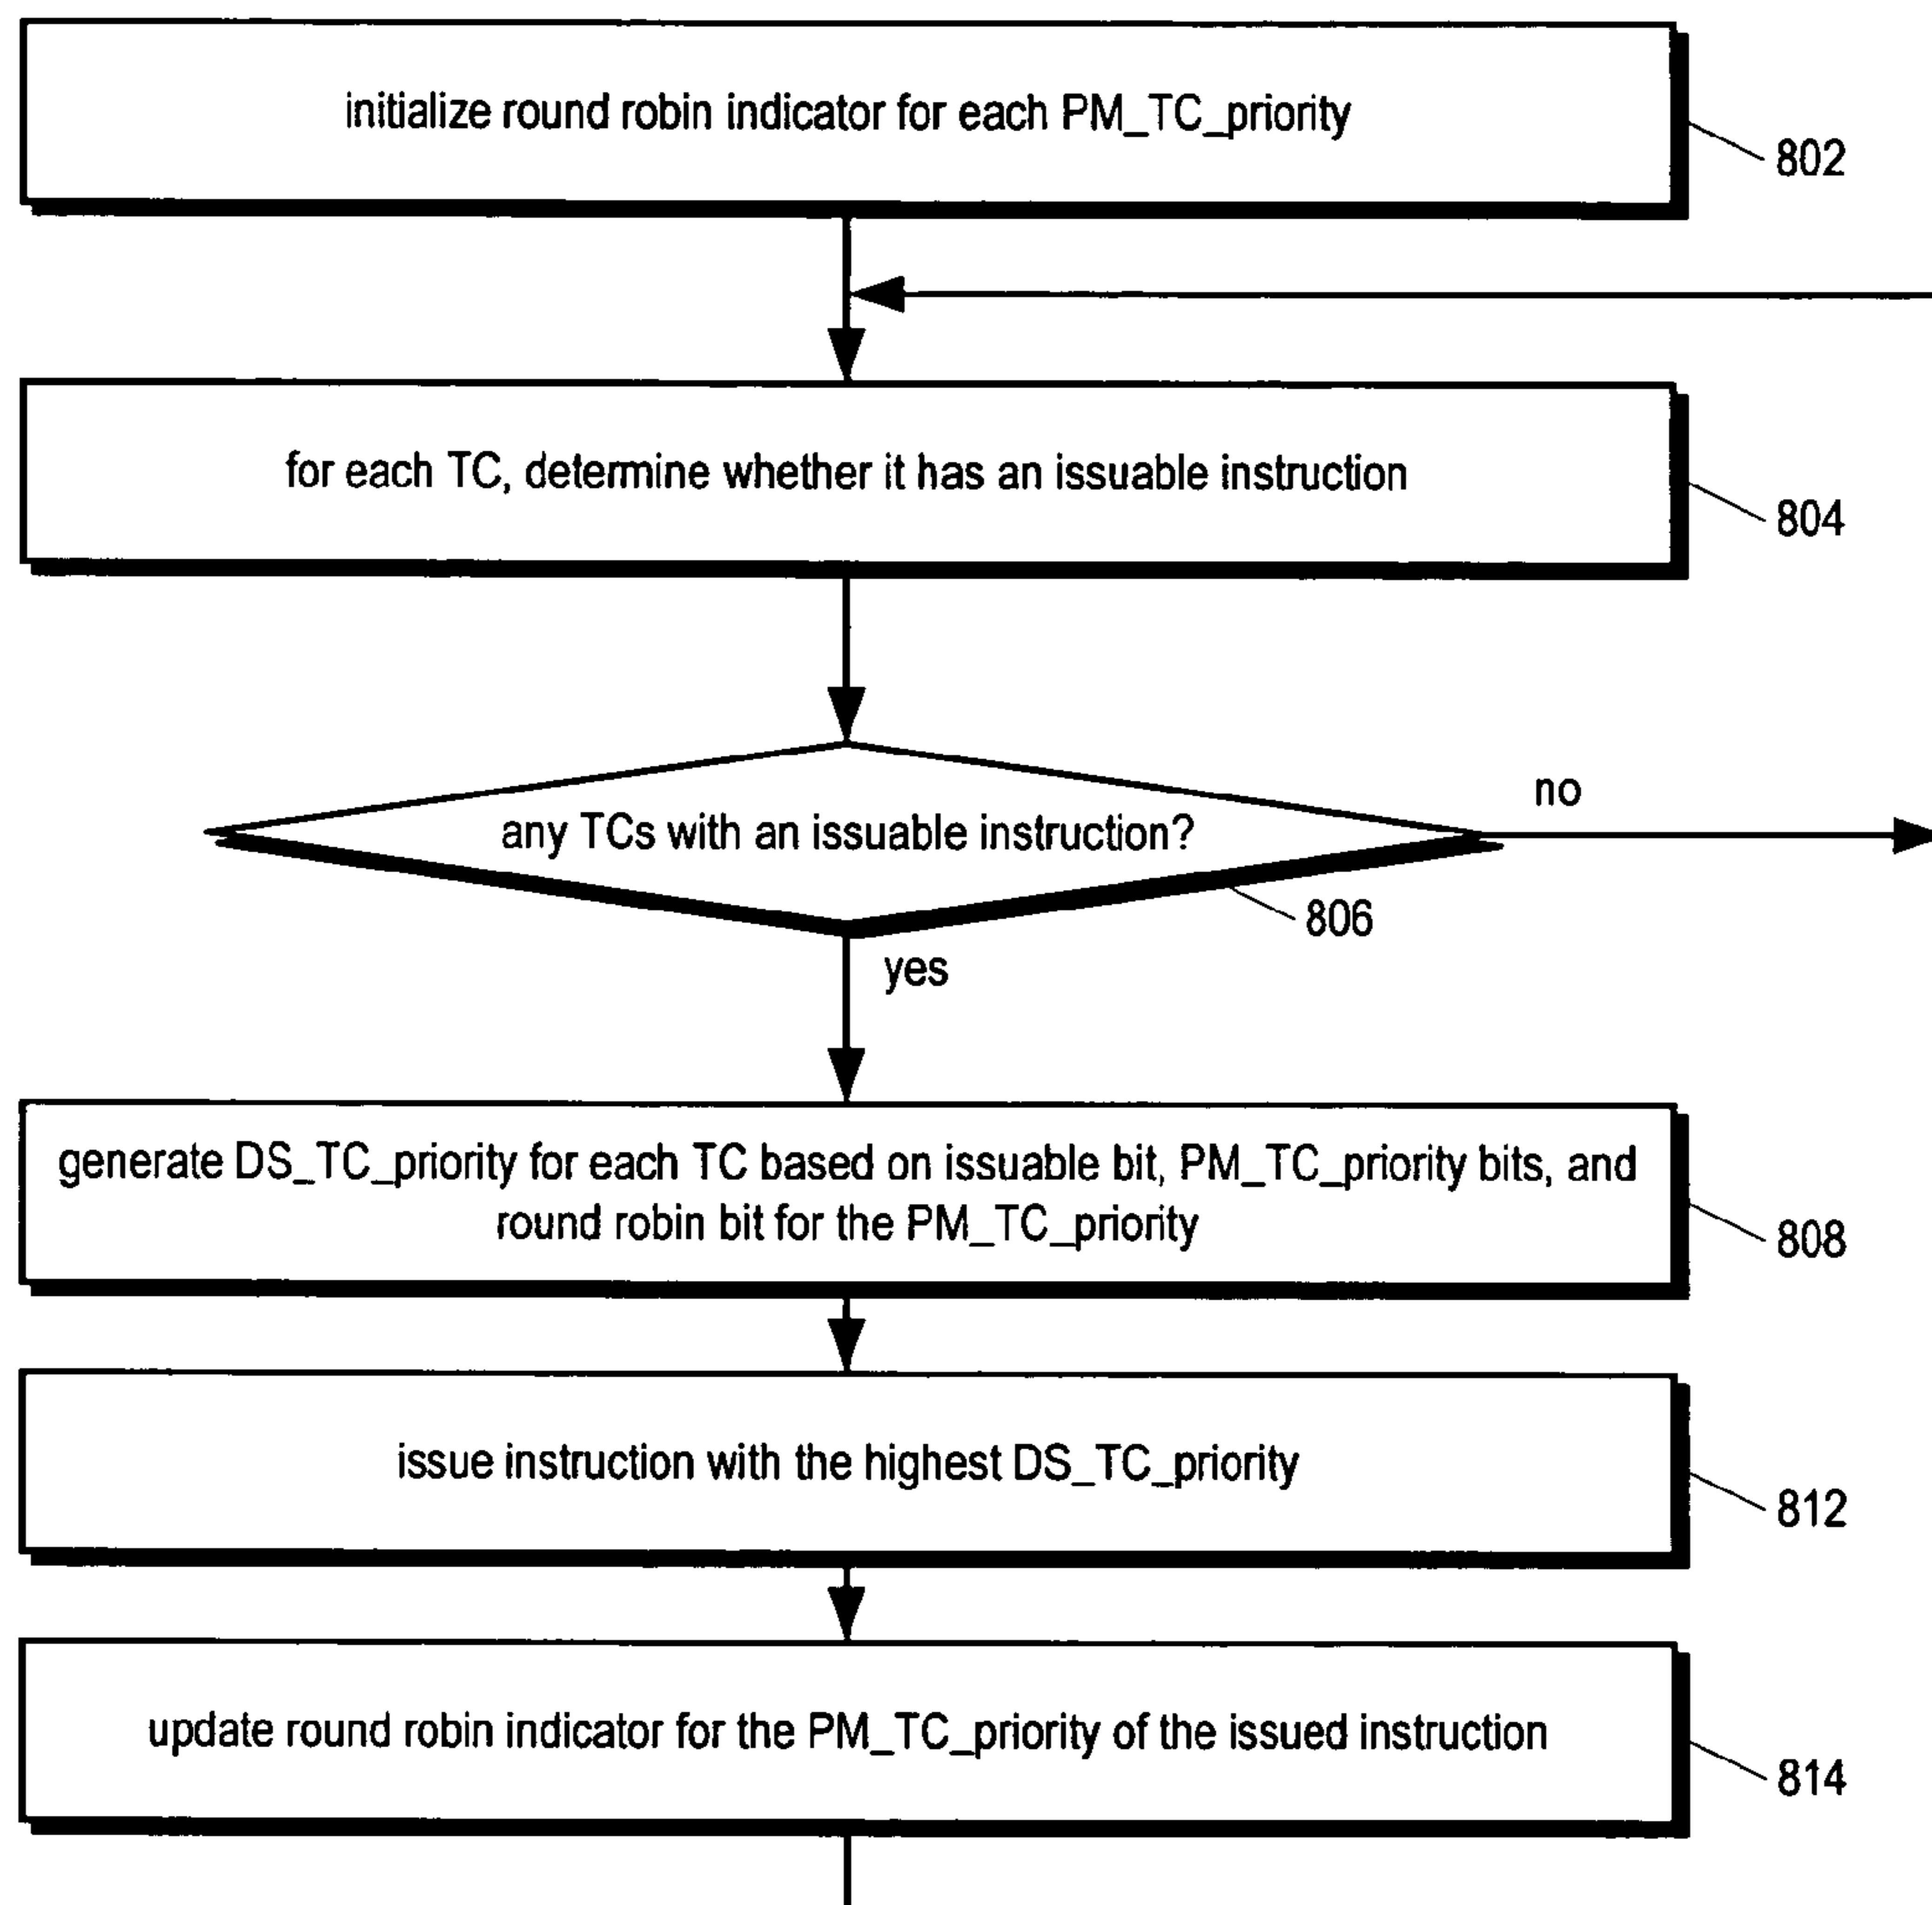 initialize round robin indicator for each PM_TC_priority
802
for each TC, determine whether it has an issuable instruction
804
any TCs with an issuable instruction?
no
806
yes
generate DS_TC_priority for each TC based on issuable bit, PM_TC_priority bits, and
round robin bit for the PM_TC_priority
808
issue instruction with the highest DS_TC_priority
812
update round robin indicator for the PM_TC_priority of the issued instruction
814